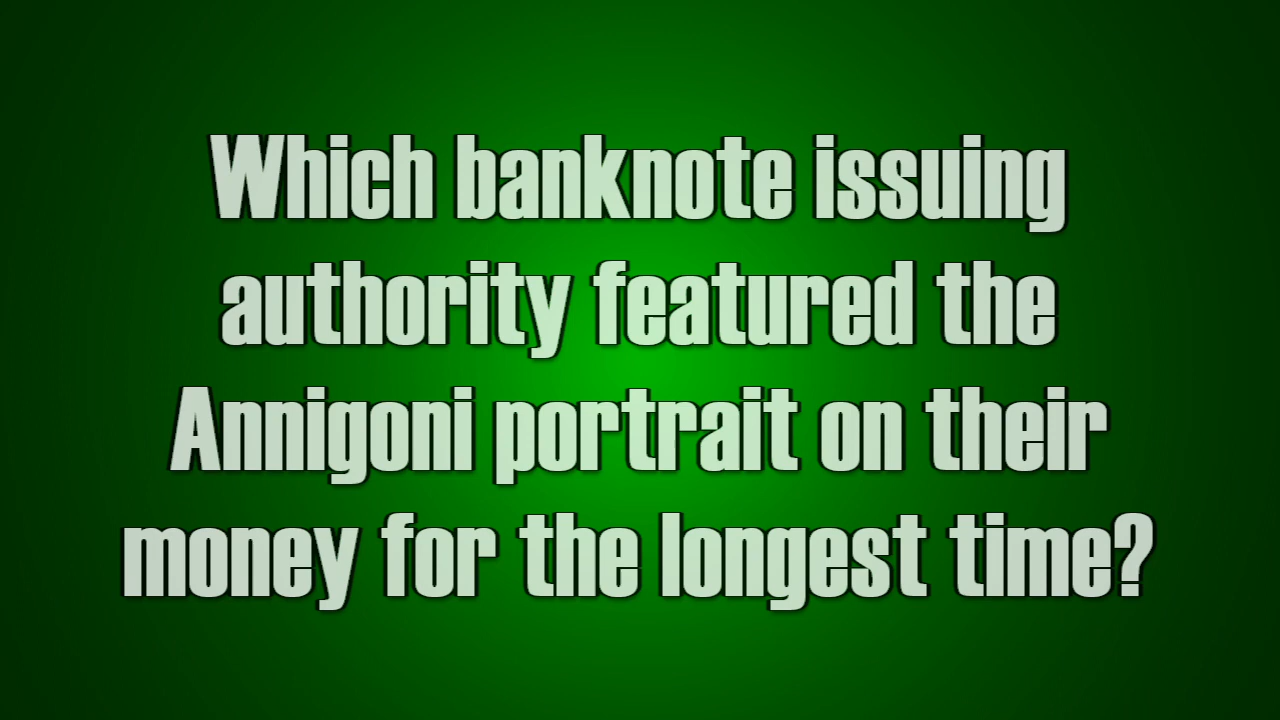 Which banknote issuing
authority featured the
Annigoni portrait on their
money for the longest time?